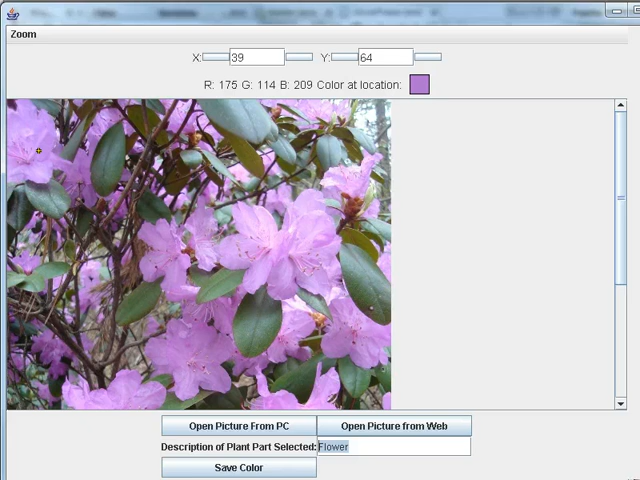 Zoom
X: 39 Y: 64
R: 175 G: 114 B: 209 Color at location:
Open Picture From PC Open Picture from Web
Description of Plant Part Selected: Flower
Save Color